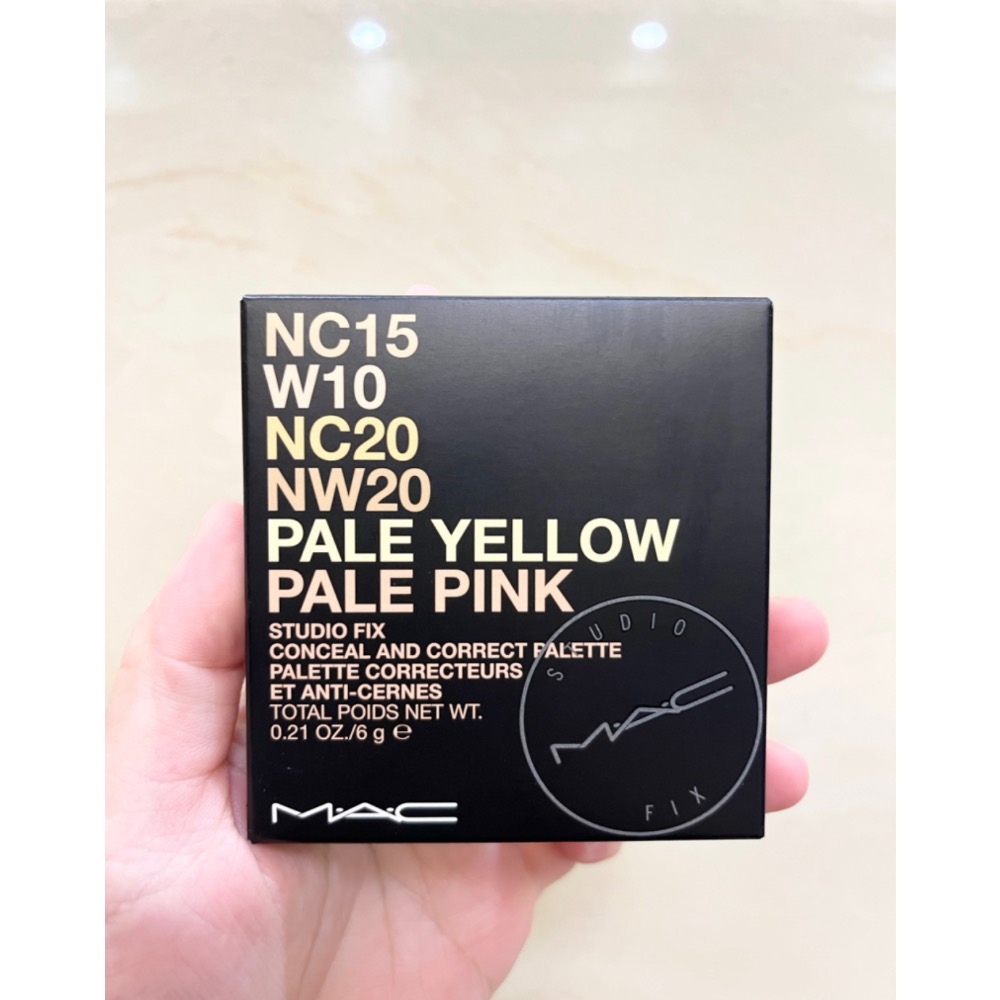 NC15
W10
NC20
NW20
PALE YELLOW
PALE PINK
STUDIO FIX
CONCEAL AND CORRECT PALETTE
PALETTE CORRECTEURS
ET ANTI-CERNES
TOTAL POIDS NET WT.
0.21 OZ./6 g ℮
M·A·C
STUDIO
M·A·C
FIX